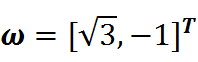 ω = [√3, −1]ᵀ